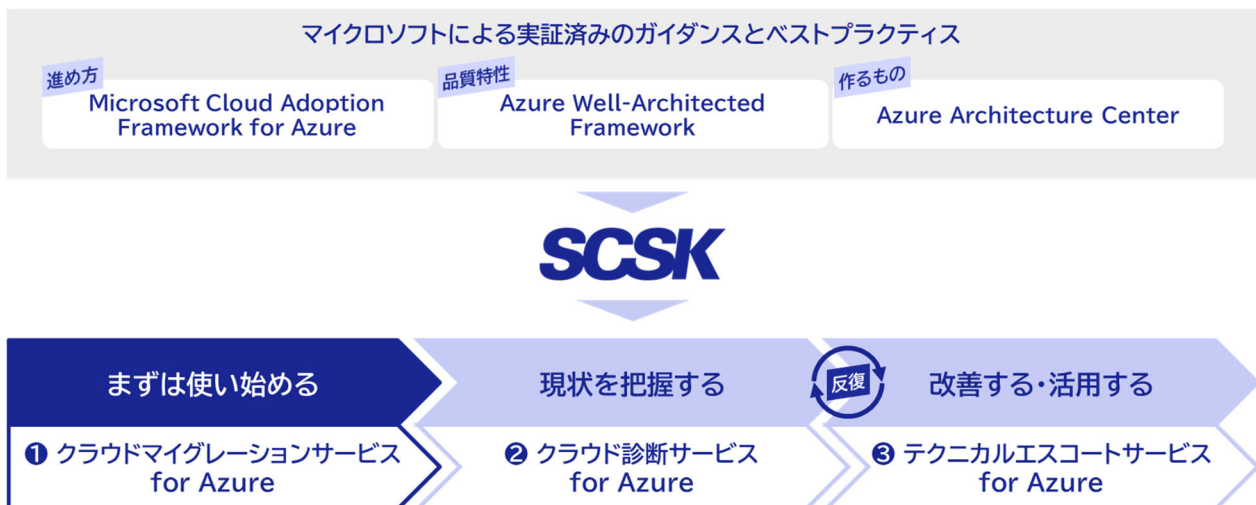 マイクロソフトによる実証済みのガイダンスとベストプラクティス
進め方
Microsoft Cloud Adoption
Framework for Azure
品質特性
Azure Well-Architected
Framework
作るもの
Azure Architecture Center
SCSK
まずは使い始める
現状を把握する
反復
改善する・活用する
❶ クラウドマイグレーションサービス
for Azure
❷ クラウド診断サービス
for Azure
❸ テクニカルエスコートサービス
for Azure